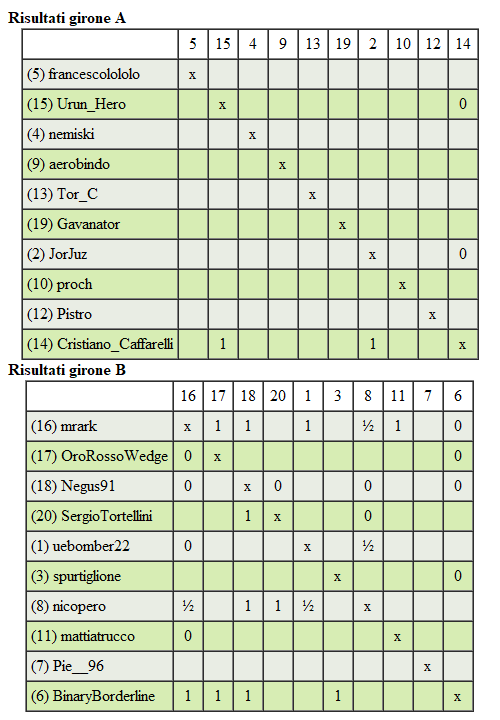 Risultati girone A
5 15 4 9 13 19 2 10 12 14
(5) francescolololo x
(15) Urun_Hero x 0
(4) nemiski x
(9) aerobindo x
(13) Tor_C x
(19) Gavanator x
(2) JorJuz x 0
(10) proch x
(12) Pistro x
(14) Cristiano_Caffarelli 1 1 x
Risultati girone B
16 17 18 20 1 3 8 11 7 6
(16) mrark x 1 1 1 ½ 1 0
(17) OroRossoWedge 0 x 0
(18) Negus91 0 x 0 0 0
(20) SergioTortellini 1 x 0
(1) uebomber22 0 x ½
(3) spurtiglione x 0
(8) nicopero ½ 1 1 ½ x
(11) mattiatrucco 0 x
(7) Pie__96 x
(6) BinaryBorderline 1 1 1 1 x